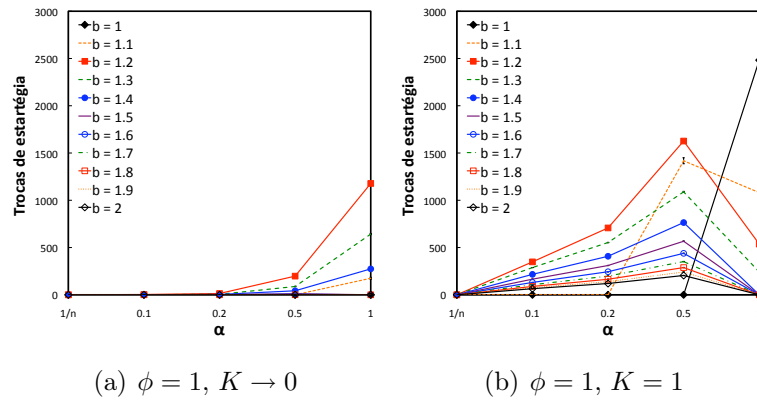 3000
2500
2000
1500
1000
500
0
Trocas de estartégia
b = 1
b = 1.1
b = 1.2
b = 1.3
b = 1.4
b = 1.5
b = 1.6
b = 1.7
b = 1.8
b = 1.9
b = 2
1/n 0.1 0.2 0.5 1
α
(a) ϕ = 1, K → 0
3000
2500
2000
1500
1000
500
0
Trocas de estartégia
b = 1
b = 1.1
b = 1.2
b = 1.3
b = 1.4
b = 1.5
b = 1.6
b = 1.7
b = 1.8
b = 1.9
b = 2
1/n 0.1 0.2 0.5
α
(b) ϕ = 1, K = 1